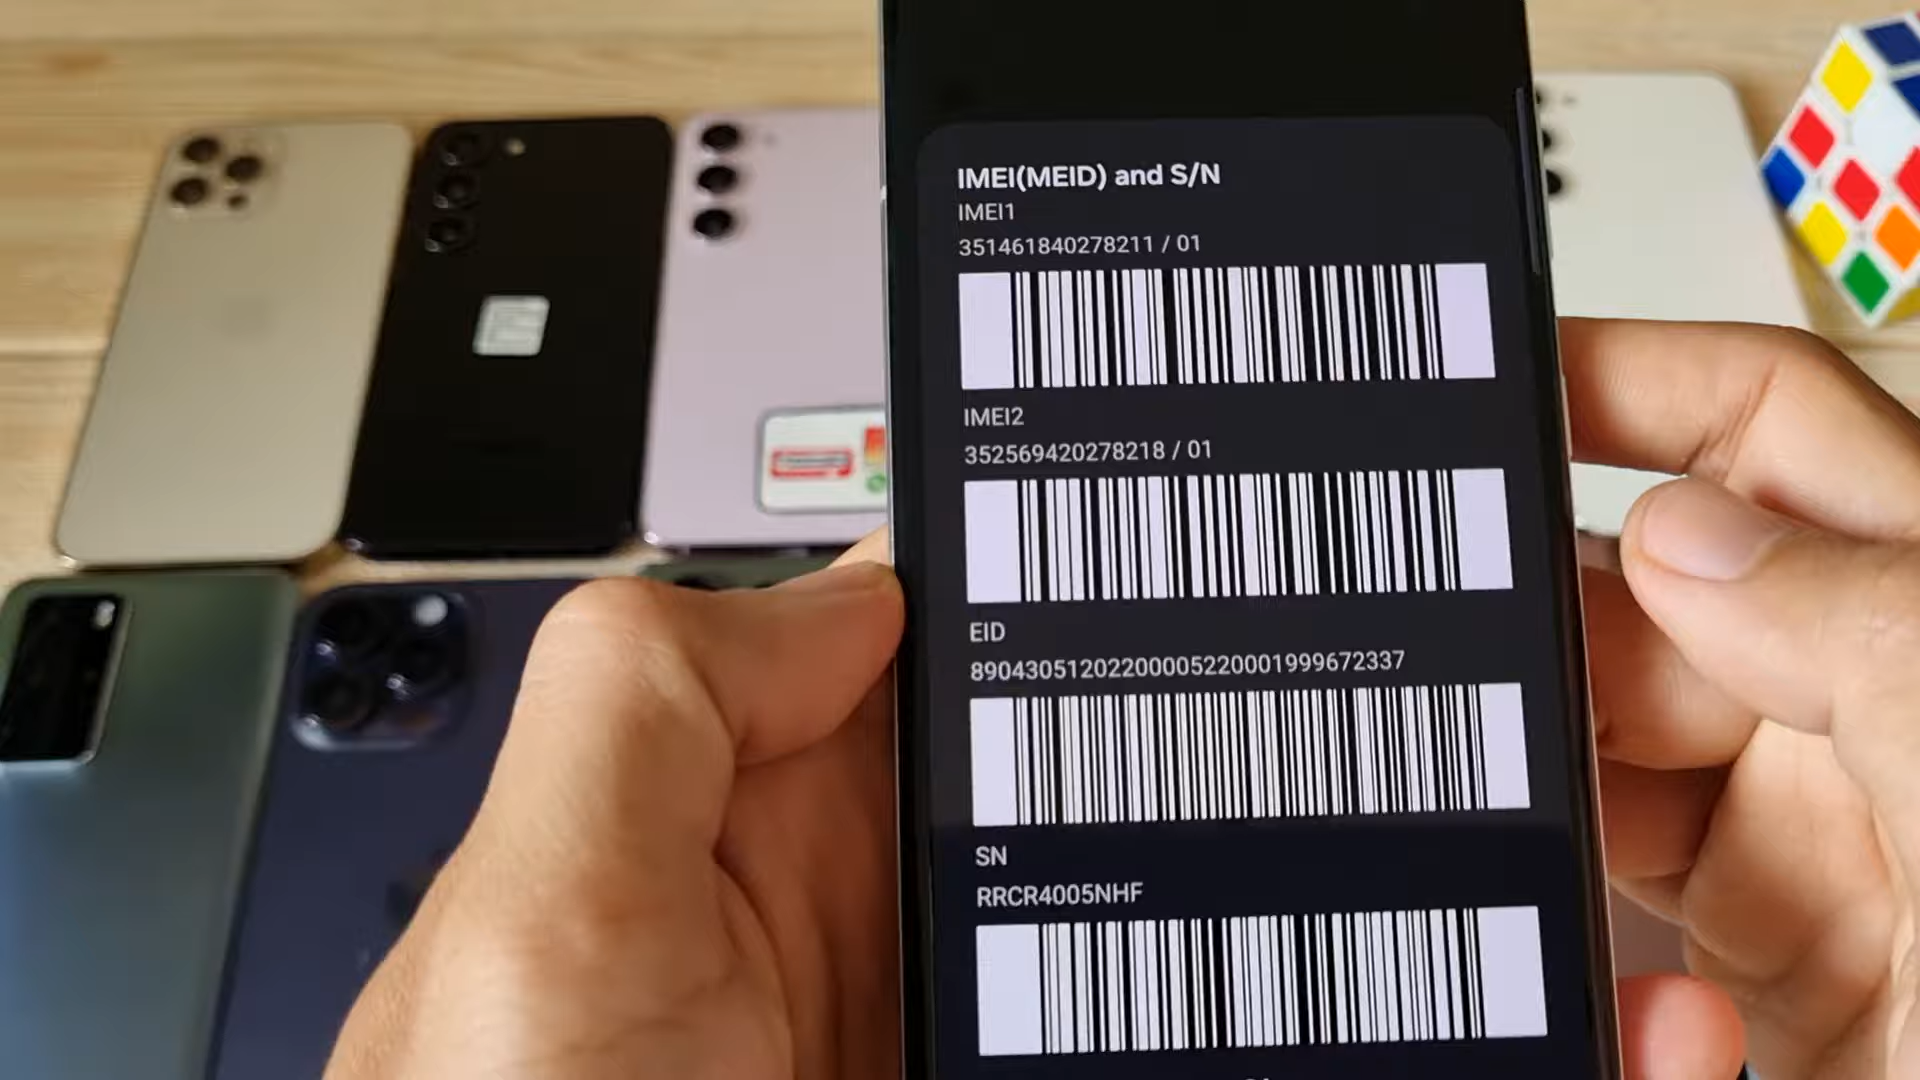 IMEI(MEID) and S/N
IMEI1
351461840278211 / 01
IMEI2
352569420278218 / 01
EID
89043051202200005220001999672337
SN
RRCR4005NHF